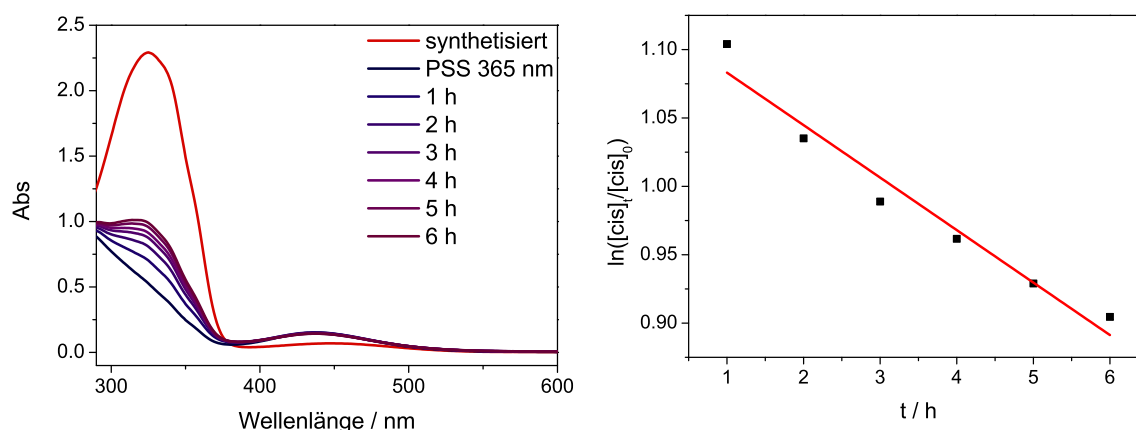 2.5
2.0
1.5
1.0
0.5
0.0
Abs
300
400
500
600
Wellenlänge / nm
synthetisiert
PSS 365 nm
1 h
2 h
3 h
4 h
5 h
6 h
1.10
1.05
1.00
0.95
0.90
ln([cis]t/[cis]0)
1
2
3
4
5
6
t / h